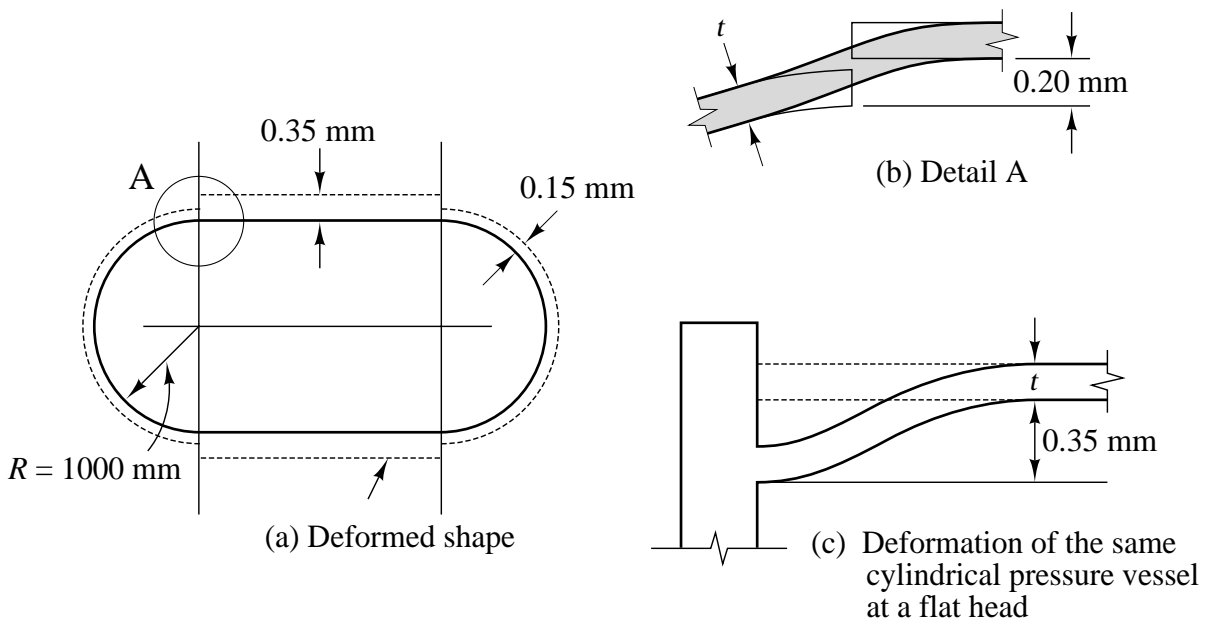 0.35 mm
A
0.15 mm
R = 1000 mm
(a) Deformed shape
t
0.20 mm
(b) Detail A
t
0.35 mm
(c) Deformation of the same
cylindrical pressure vessel
at a flat head